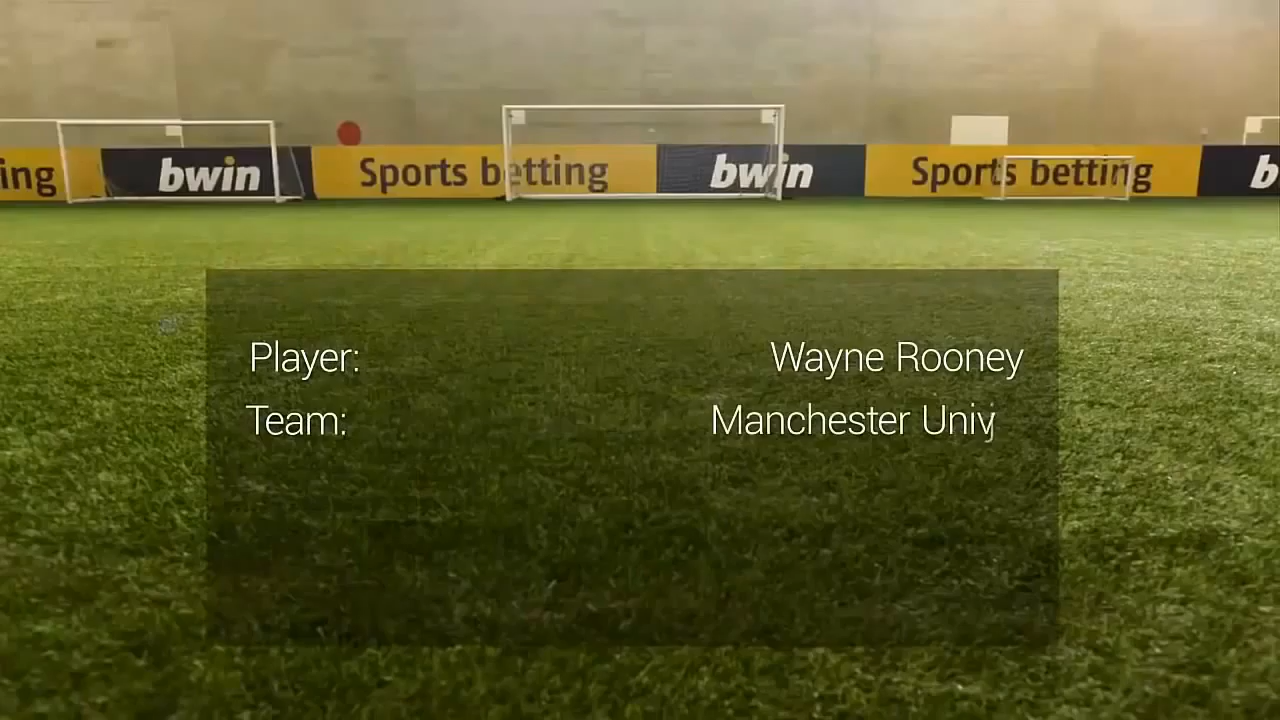 ing bwin Sports betting bwin Sports betting b
Player: Wayne Rooney
Team: Manchester Univ